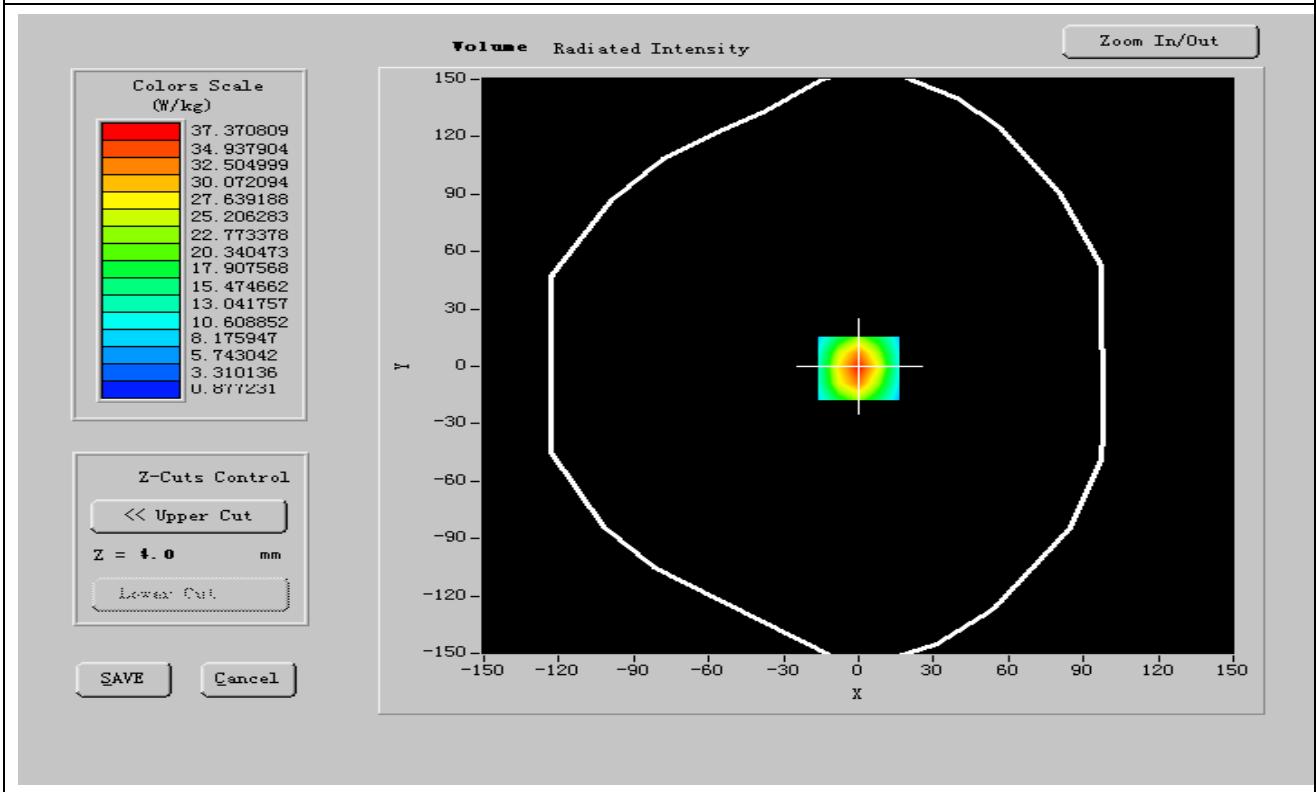 Volume Radiated Intensity
Zoom In/Out
Colors Scale
(W/kg)
37.370809
34.937904
32.504999
30.072094
27.639188
25.206283
22.773378
20.340473
17.907568
15.474662
13.041757
10.608852
8.175947
5.743042
3.310136
0.877231
Z-Cuts Control
<< Upper Cut
Z = 4.0 mm
Lower Cut
SAVE Cancel
150
120
90
60
30
0
-30
-60
-90
-120
-150
Y
-150 -120 -90 -60 -30 0 30 60 90 120 150
X